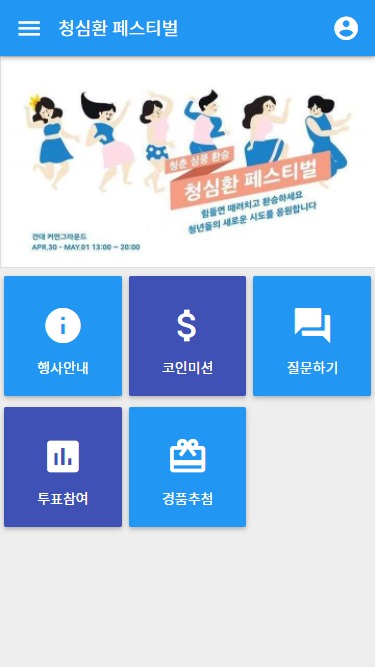 청심환 페스티벌
청춘 심쿵 환승
청심환 페스티벌
힘들면 때려치고 환승하세요
청년들의 새로운 시도를 응원합니다
건대 커먼그라운드
APR.30 - MAY.01 13:00 ~ 20:00
행사안내
코인미션
질문하기
투표참여
경품추첨